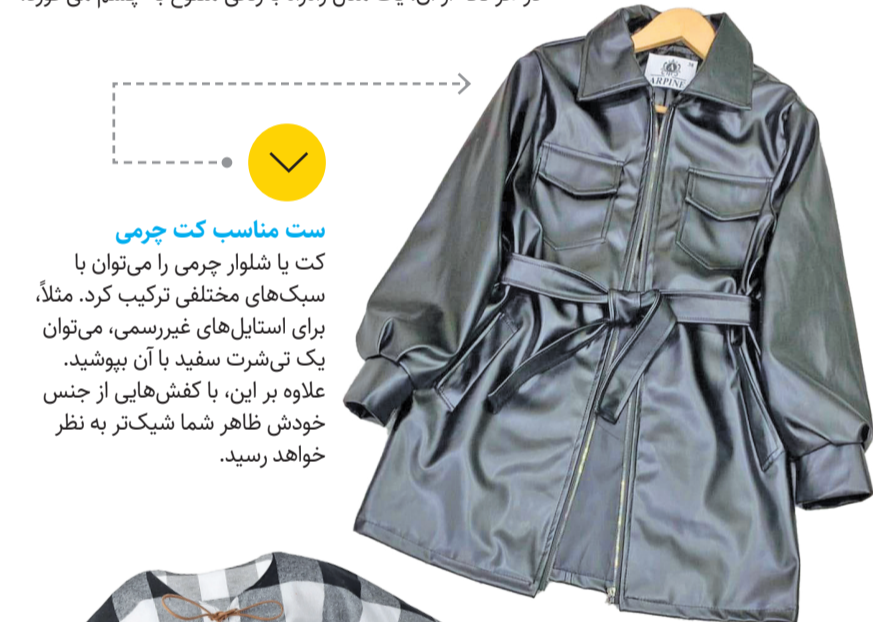 ARPINE
ست مناسب کت چرمی
کت یا شلوار چرمی را می‌توان با
سبک‌های مختلفی ترکیب کرد. مثلاً،
برای استایل‌های غیررسمی، می‌توان
یک تی‌شرت سفید با آن بپوشید.
علاوه بر این، با کفش‌هایی از جنس
خودش ظاهر شما شیک‌تر به نظر
خواهد رسید.